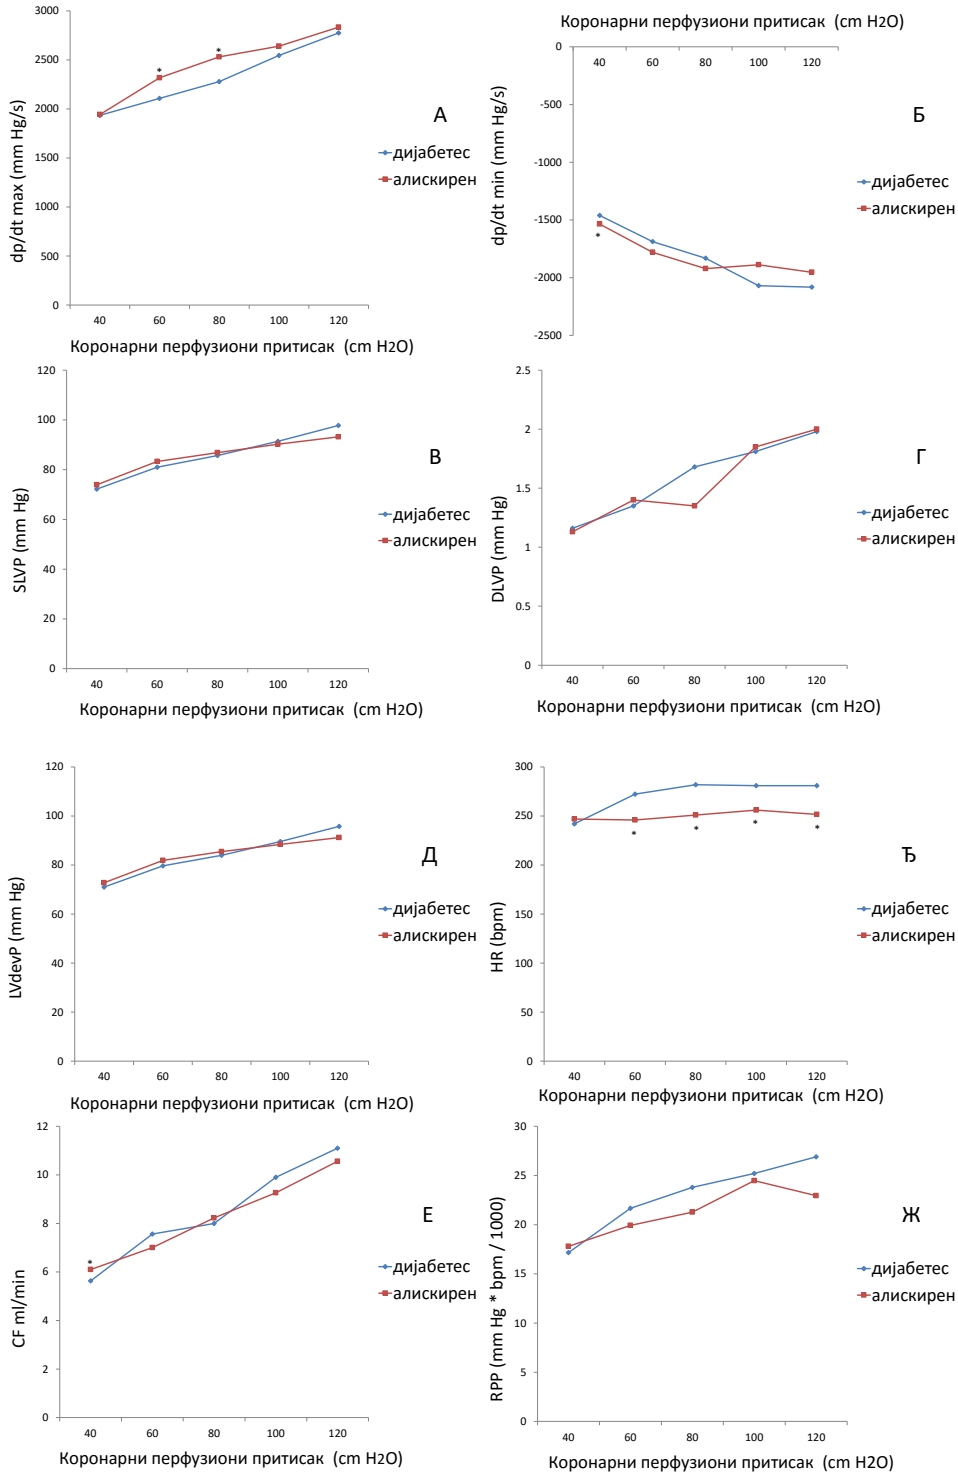 3000
2500
2000
1500
1000
500
0
dp/dt max (mm Hg/s)
*
*
40 60 80 100 120
Коронарни перфузиони притисак (cm H2O)
А
дијабетес
алискирен
Коронарни перфузиони притисак (cm H2O)
0
-500
-1000
-1500
-2000
-2500
40 60 80 100 120
dp/dt min (mm Hg/s)
*
Б
дијабетес
алискирен
120
100
80
60
40
20
0
SLVP (mm Hg)
40 60 80 100 120
Коронарни перфузиони притисак (cm H2O)
В
дијабетес
алискирен
2.5
2
1.5
1
0.5
0
DLVP (mm Hg)
40 60 80 100 120
Коронарни перфузиони притисак (cm H2O)
Г
дијабетес
алискирен
120
100
80
60
40
20
0
LVdevP (mm Hg)
40 60 80 100 120
Коронарни перфузиони притисак (cm H2O)
Д
дијабетес
алискирен
300
250
200
150
100
50
0
HR (bpm)
* * * *
40 60 80 100 120
Коронарни перфузиони притисак (cm H2O)
Ђ
дијабетес
алискирен
12
10
8
6
4
2
0
CF ml/min
*
40 60 80 100 120
Коронарни перфузиони притисак (cm H2O)
Е
дијабетес
алискирен
30
25
20
15
10
5
0
RPP (mm Hg * bpm / 1000)
40 60 80 100 120
Коронарни перфузиони притисак (cm H2O)
Ж
дијабетес
алискирен